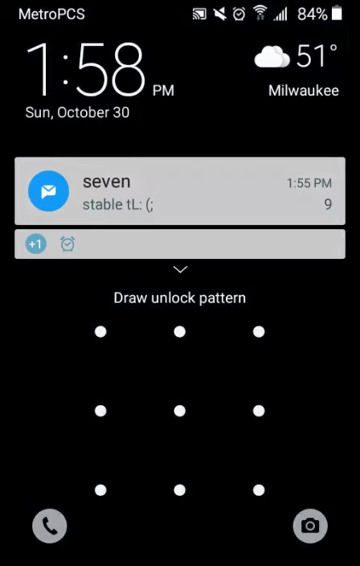 MetroPCS 84%
1:58 PM
51°
Milwaukee
Sun, October 30
seven 1:55 PM
stable tL: (; 9
+1
Draw unlock pattern